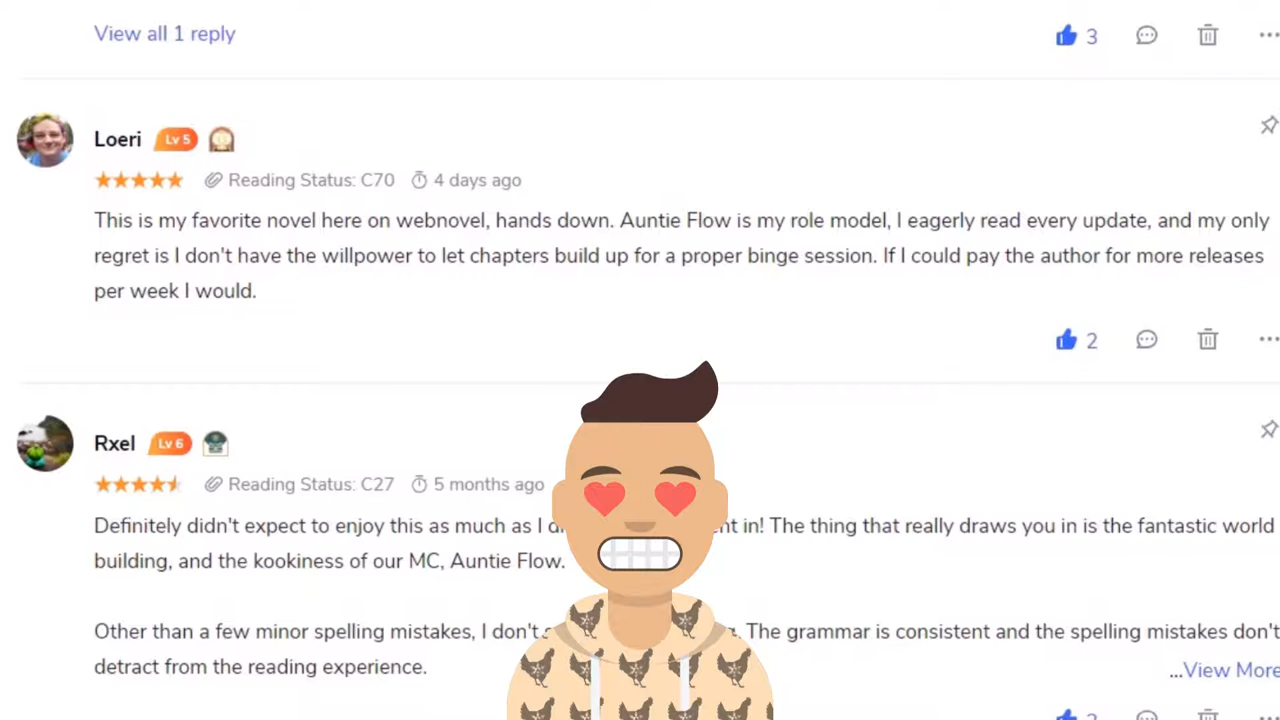 View all 1 reply
3
Loeri Lv 5
Reading Status: C70 4 days ago
This is my favorite novel here on webnovel, hands down. Auntie Flow is my role model, I eagerly read every update, and my only
regret is I don't have the willpower to let chapters build up for a proper binge session. If I could pay the author for more releases
per week I would.
2
Rxel Lv 6
Reading Status: C27 5 months ago
Definitely didn't expect to enjoy this as much as I in! The thing that really draws you in is the fantastic world
building, and the kookiness of our MC, Auntie Flow.
Other than a few minor spelling mistakes, I don't The grammar is consistent and the spelling mistakes don't
detract from the reading experience.
...View More